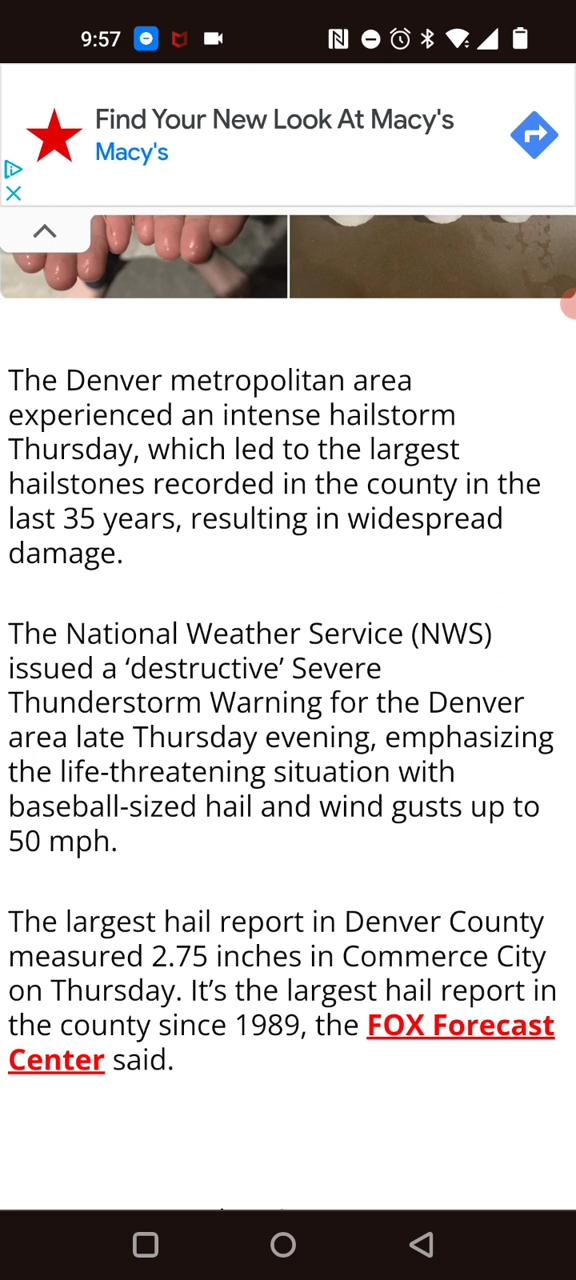 9:57
Find Your New Look At Macy's
Macy's
The Denver metropolitan area
experienced an intense hailstorm
Thursday, which led to the largest
hailstones recorded in the county in the
last 35 years, resulting in widespread
damage.
The National Weather Service (NWS)
issued a ‘destructive’ Severe
Thunderstorm Warning for the Denver
area late Thursday evening, emphasizing
the life-threatening situation with
baseball-sized hail and wind gusts up to
50 mph.
The largest hail report in Denver County
measured 2.75 inches in Commerce City
on Thursday. It’s the largest hail report in
the county since 1989, the FOX Forecast
Center said.